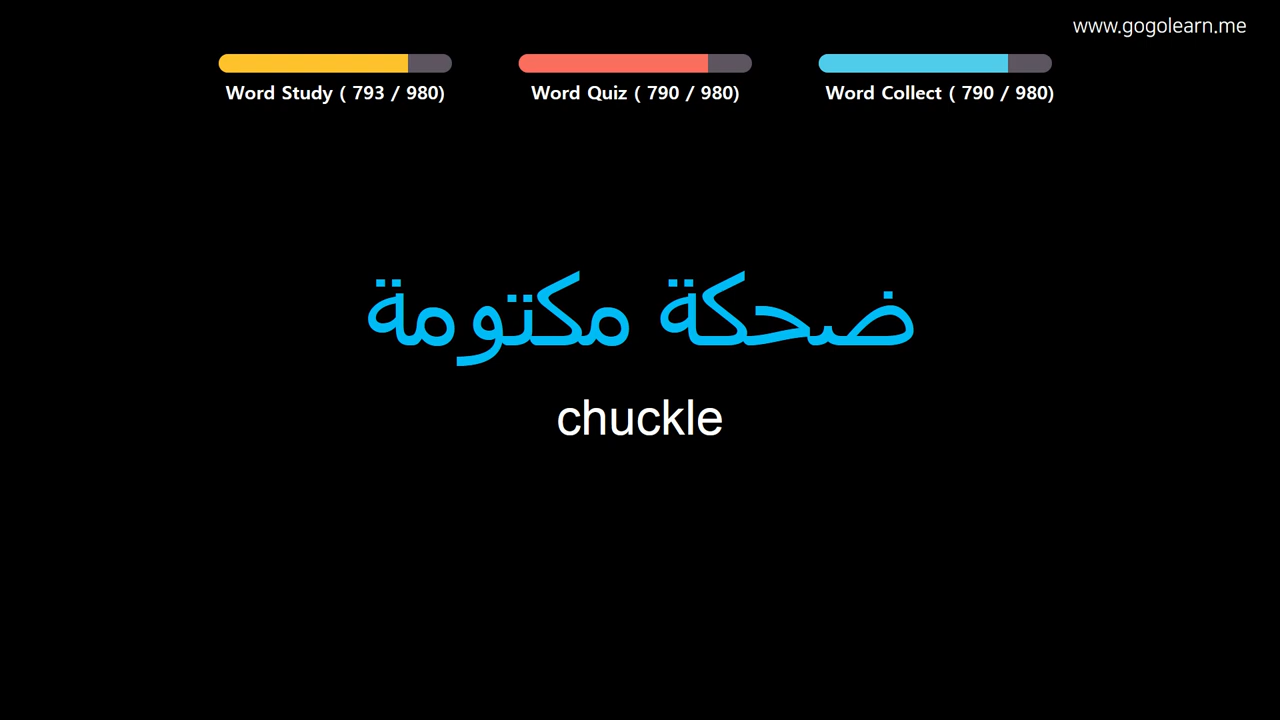 www.gogolearn.me
Word Study ( 793 / 980)
Word Quiz ( 790 / 980)
Word Collect ( 790 / 980)
ضحكة مكتومة
chuckle